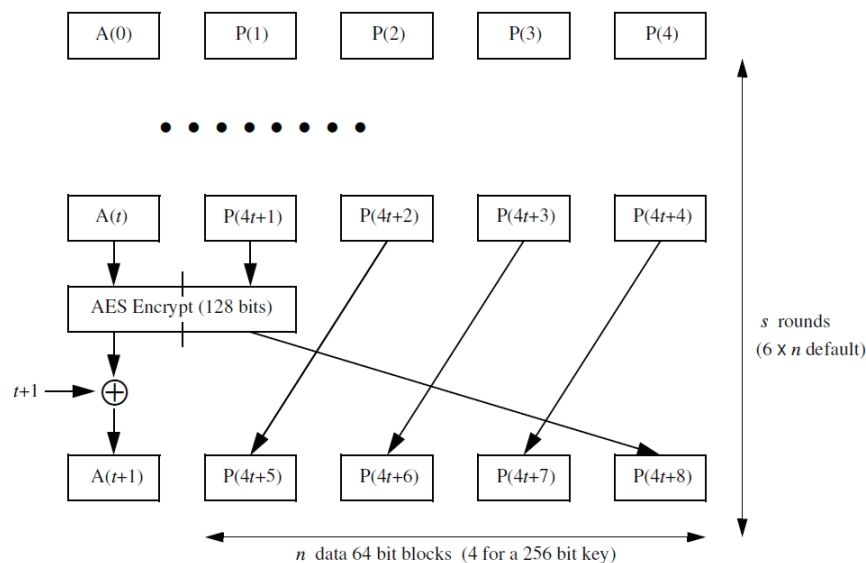 A(0) P(1) P(2) P(3) P(4)
A(t) P(4t+1) P(4t+2) P(4t+3) P(4t+4)
AES Encrypt (128 bits)
s rounds
(6 x n default)
t+1
A(t+1) P(4t+5) P(4t+6) P(4t+7) P(4t+8)
n data 64 bit blocks (4 for a 256 bit key)